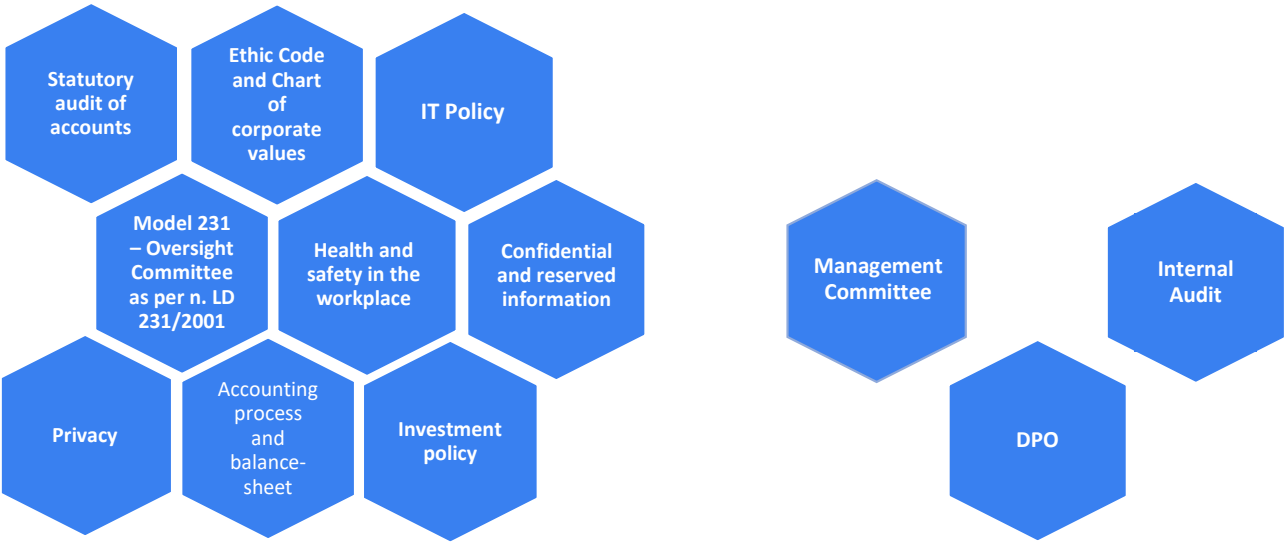 Statutory
audit of
accounts
Ethic Code
and Chart
of
corporate
values
IT Policy
Model 231
– Oversight
Committee
as per n. LD
231/2001
Health and
safety in the
workplace
Confidential
and reserved
information
Privacy
Accounting
process
and
balance-
sheet
Investment
policy
Management
Committee
Internal
Audit
DPO